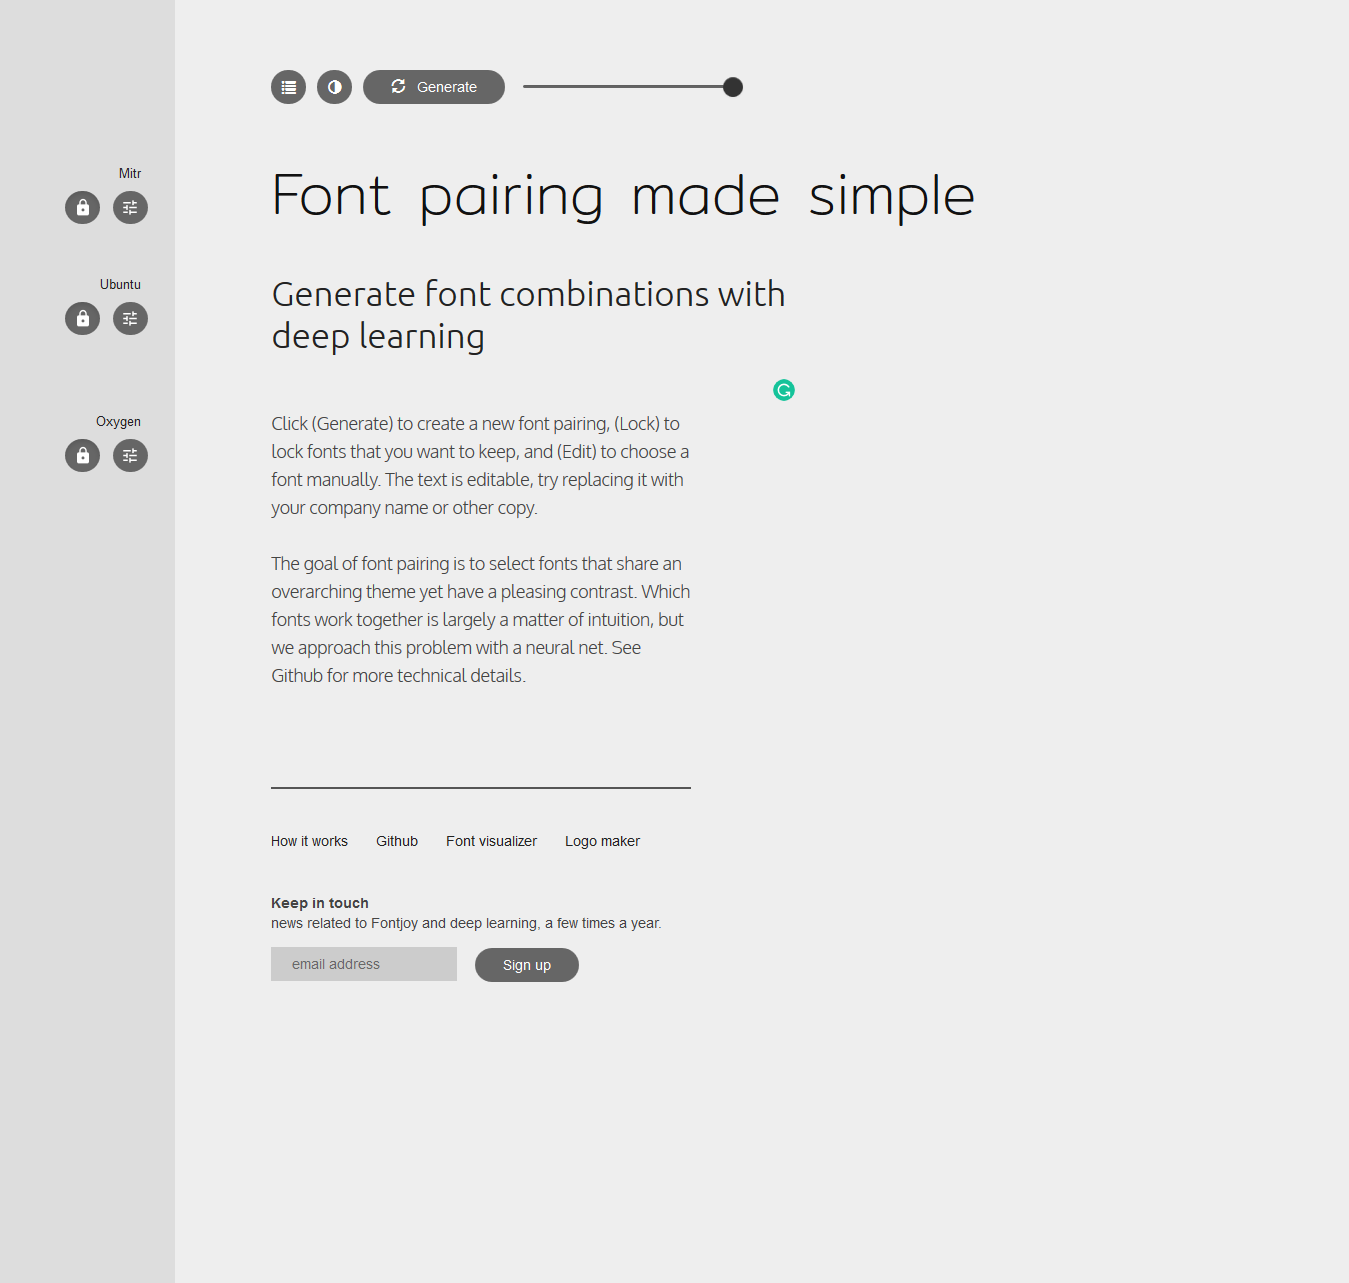 Generate
Mitr
Font pairing made simple
Ubuntu
Generate font combinations with
deep learning
Oxygen
Click (Generate) to create a new font pairing, (Lock) to
lock fonts that you want to keep, and (Edit) to choose a
font manually. The text is editable, try replacing it with
your company name or other copy.
The goal of font pairing is to select fonts that share an
overarching theme yet have a pleasing contrast. Which
fonts work together is largely a matter of intuition, but
we approach this problem with a neural net. See
Github for more technical details.
How it works Github Font visualizer Logo maker
Keep in touch
news related to Fontjoy and deep learning, a few times a year.
email address Sign up